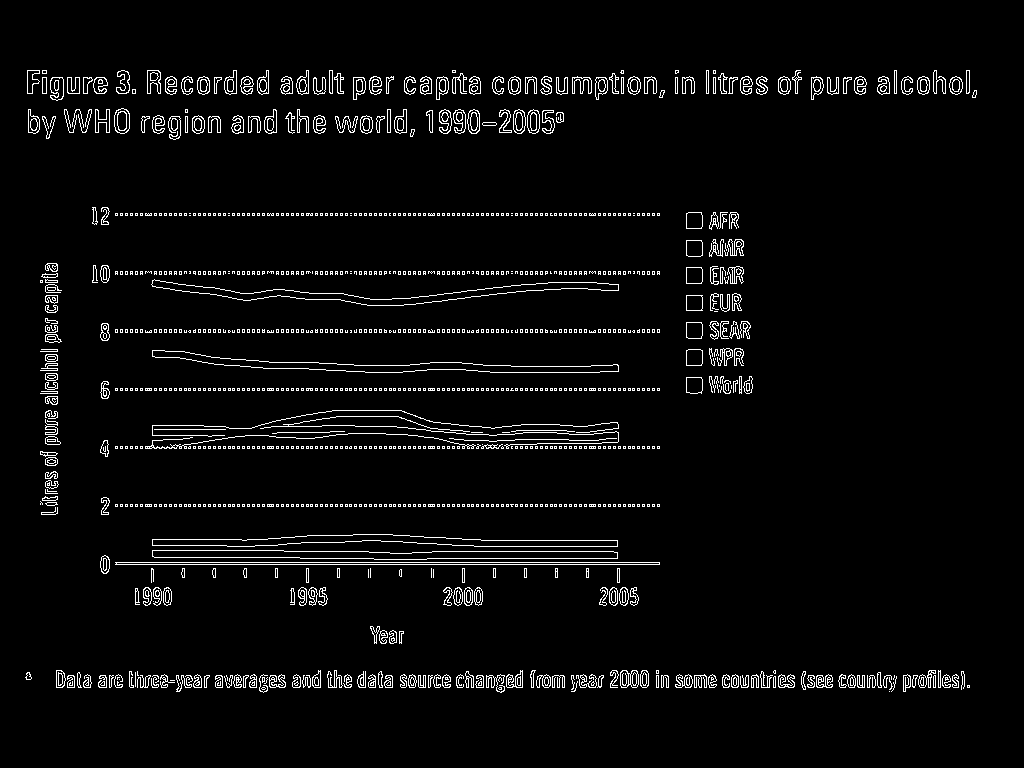 Figure 3. Recorded adult per capita consumption, in litres of pure alcohol,
by WHO region and the world, 1990–2005ª
Litres of pure alcohol per capita
12
10
8
6
4
2
0
1990
1995
2000
2005
Year
AFR
AMR
EMR
EUR
SEAR
WPR
World
ª Data are three-year averages and the data source changed from year 2000 in some countries (see country profiles).